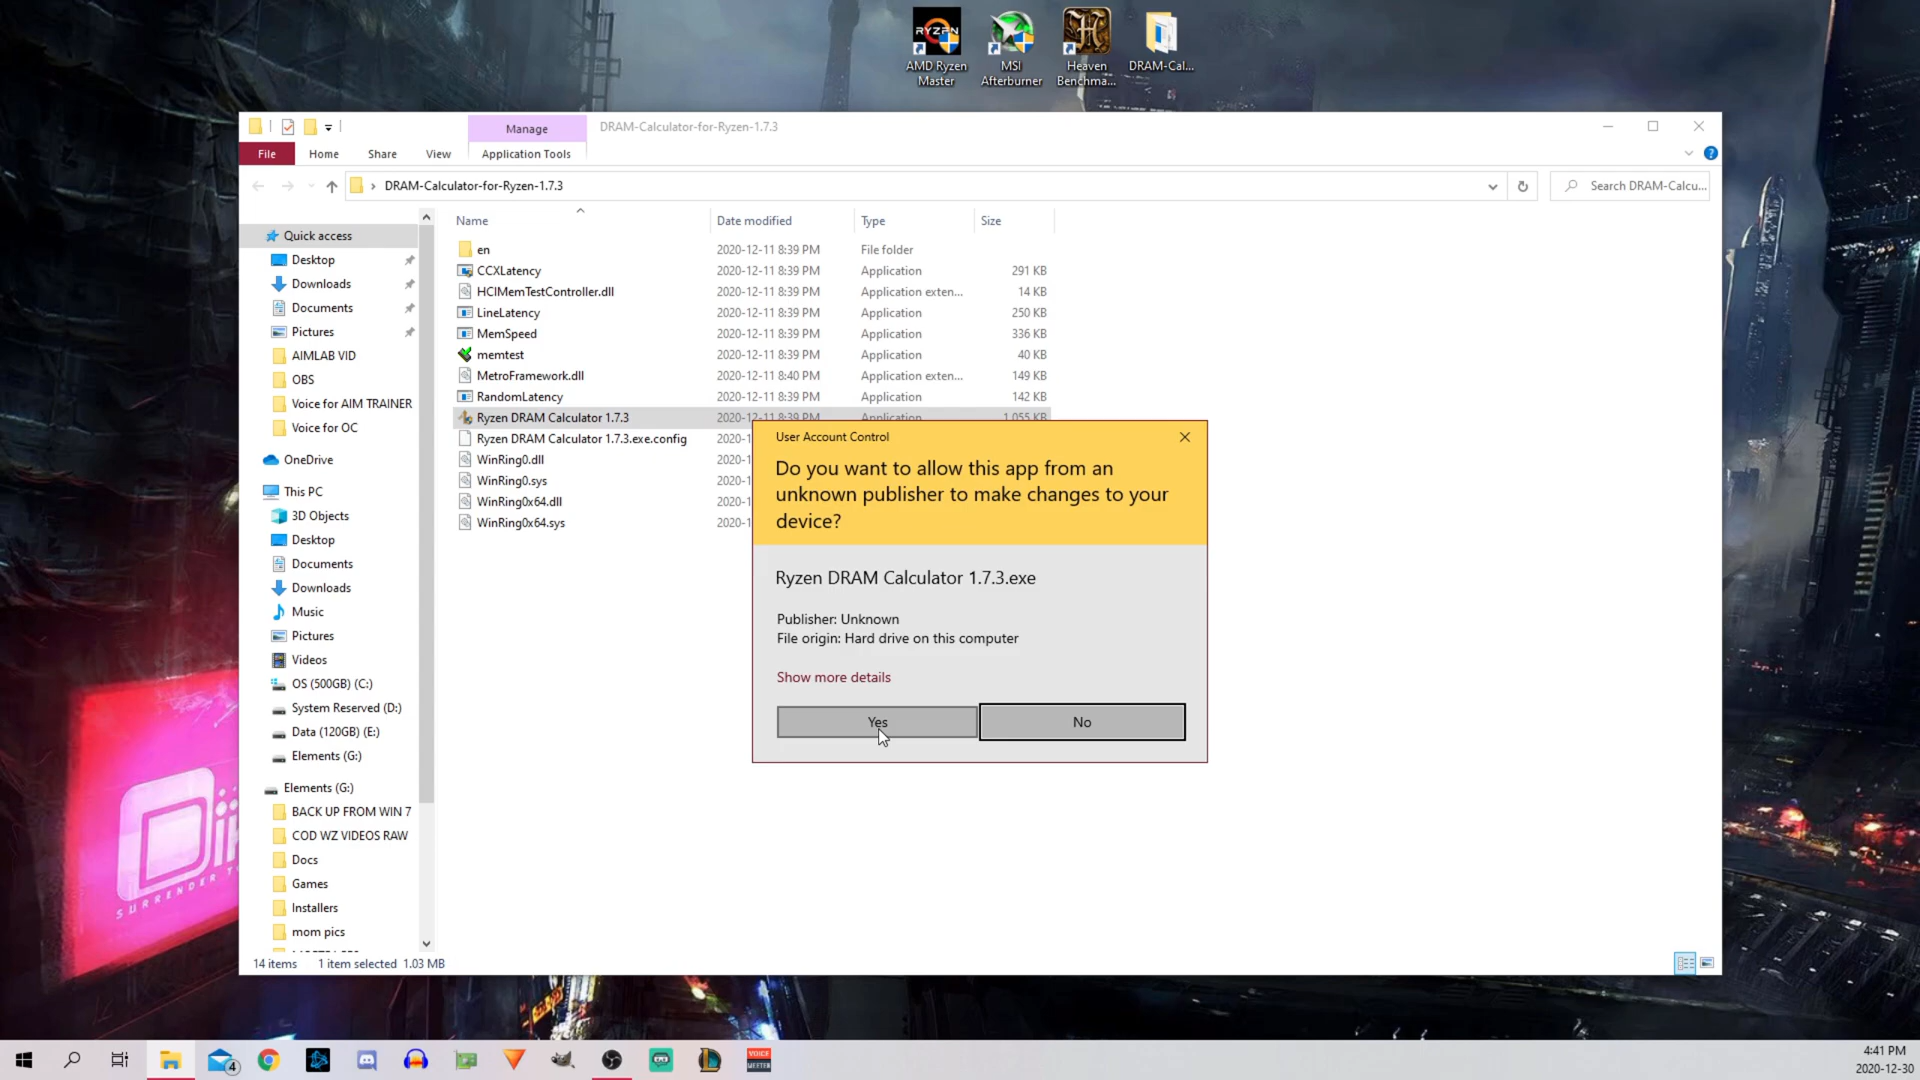 RYZEN
AMD Ryzen
Master
MSI
Afterburner
Heaven
Benchma...
DRAM-Cal...
Manage
DRAM-Calculator-for-Ryzen-1.7.3
File
Home
Share
View
Application Tools
DRAM-Calculator-for-Ryzen-1.7.3
Search DRAM-Calcu...
Name
Date modified
Type
Size
Quick access
Desktop
Downloads
Documents
Pictures
AIMLAB VID
OBS
Voice for AIM TRAINER
Voice for OC
OneDrive
This PC
3D Objects
Desktop
Documents
Downloads
Music
Pictures
Videos
OS (500GB) (C:)
System Reserved (D:)
Data (120GB) (E:)
Elements (G:)
Elements (G:)
BACK UP FROM WIN 7
COD WZ VIDEOS RAW
Docs
Games
Installers
mom pics
en 2020-12-11 8:39 PM File folder
CCXLatency 2020-12-11 8:39 PM Application 291 KB
HCIMemTestController.dll 2020-12-11 8:39 PM Application exten... 14 KB
LineLatency 2020-12-11 8:39 PM Application 250 KB
MemSpeed 2020-12-11 8:39 PM Application 336 KB
memtest 2020-12-11 8:39 PM Application 40 KB
MetroFramework.dll 2020-12-11 8:40 PM Application exten... 149 KB
RandomLatency 2020-12-11 8:39 PM Application 142 KB
Ryzen DRAM Calculator 1.7.3 2020-12-11 8:39 PM Application 1 055 KB
Ryzen DRAM Calculator 1.7.3.exe.config 2020-1
WinRing0.dll 2020-1
WinRing0.sys 2020-1
WinRing0x64.dll 2020-1
WinRing0x64.sys 2020-1
User Account Control
Do you want to allow this app from an
unknown publisher to make changes to your
device?
Ryzen DRAM Calculator 1.7.3.exe
Publisher: Unknown
File origin: Hard drive on this computer
Show more details
Yes
No
14 items
1 item selected 1.03 MB
SURRENDER
4
VOICE
MEETER
4:41 PM
2020-12-30